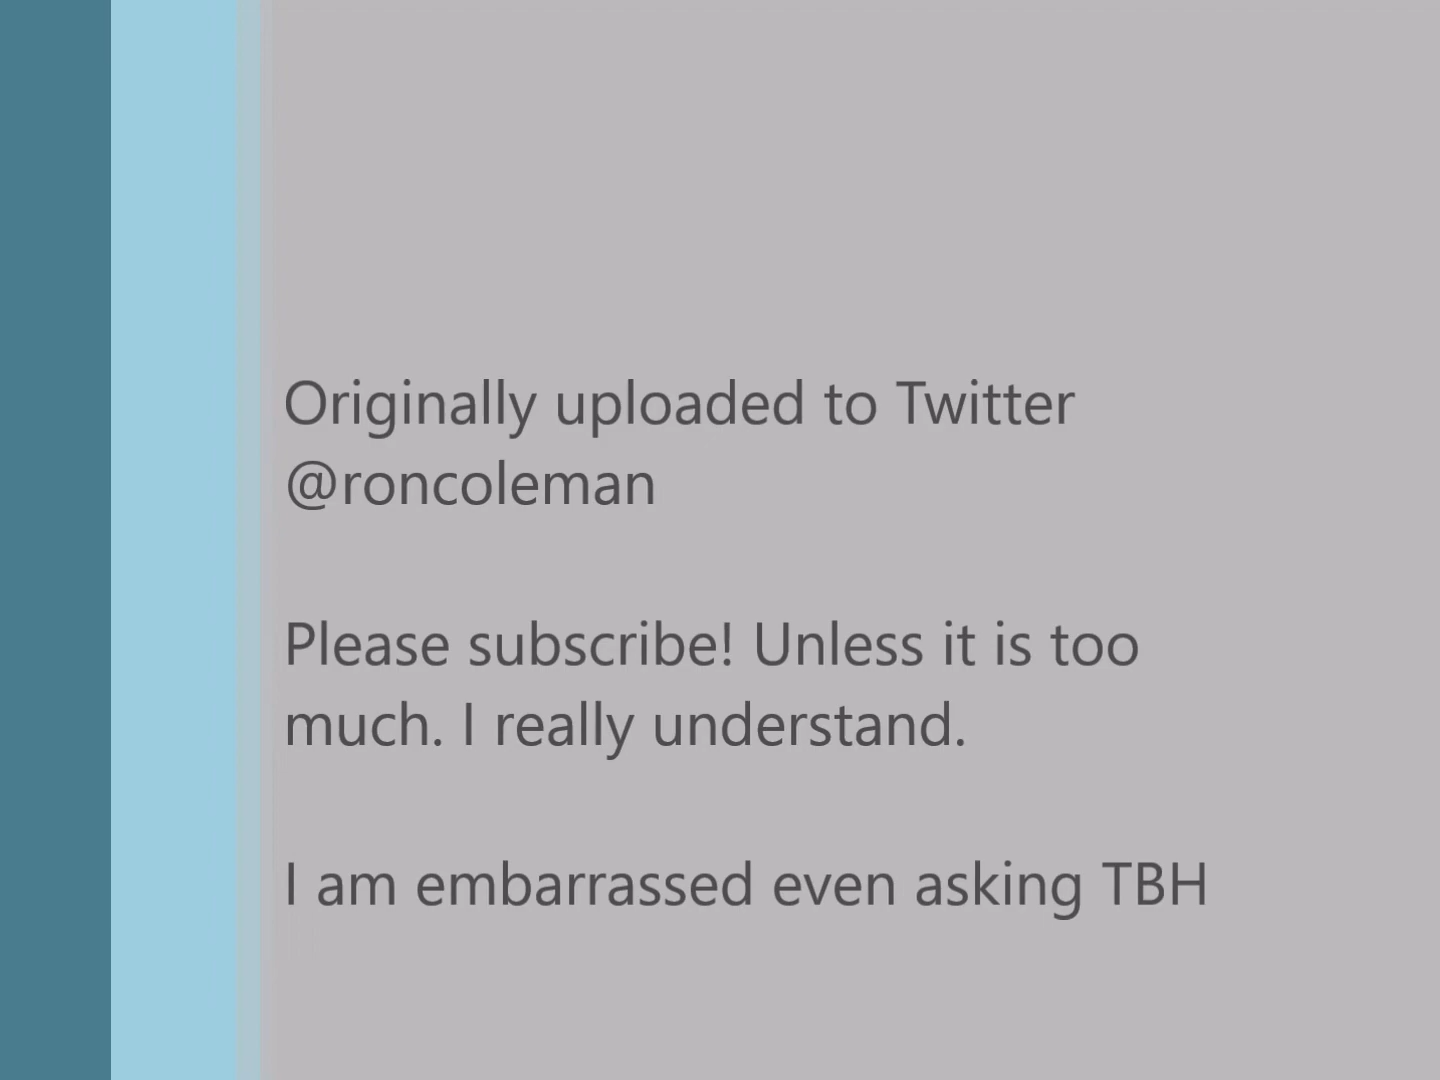 Originally uploaded to Twitter
@roncoleman
Please subscribe! Unless it is too
much. I really understand.
I am embarrassed even asking TBH